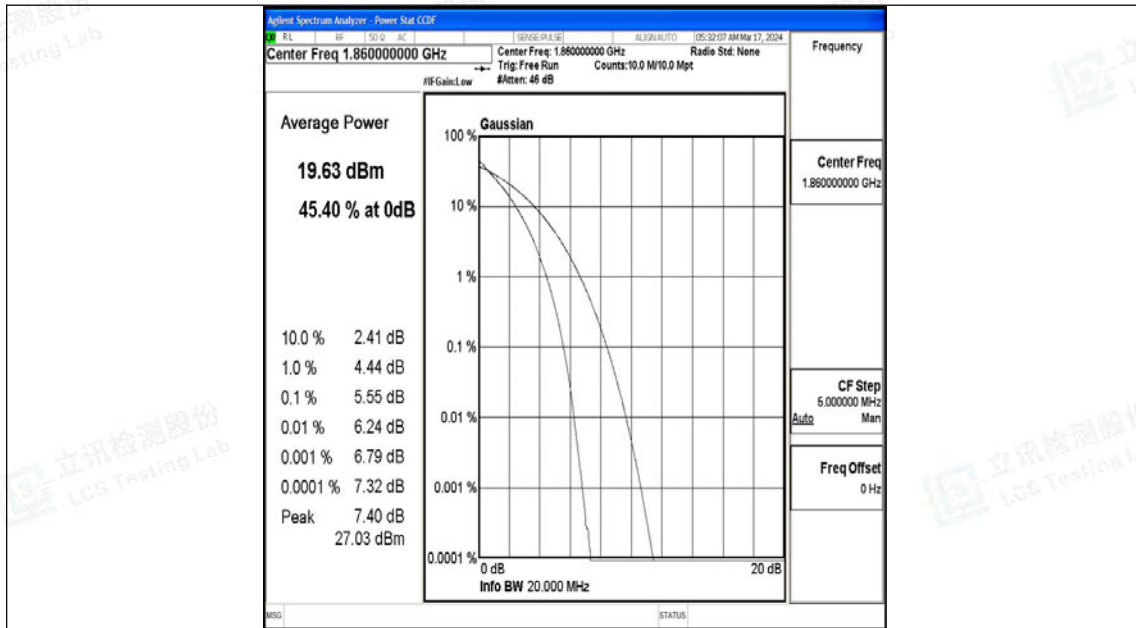 Agilent Spectrum Analyzer - Power Stat CCDF
RL RF 50 Ω AC SENSE:PULSE ALIGNAUTO 05:32:07 AM Mar 17, 2024
Center Freq 1.860000000 GHz
Center Freq: 1.860000000 GHz Radio Std: None
Trig: Free Run Counts:10.0 M/10.0 Mpt
#IFGain:Low #Atten: 46 dB
Frequency
Average Power
19.63 dBm
45.40 % at 0dB
10.0 % 2.41 dB
1.0 % 4.44 dB
0.1 % 5.55 dB
0.01 % 6.24 dB
0.001 % 6.79 dB
0.0001 % 7.32 dB
Peak 7.40 dB
27.03 dBm
Gaussian
100 %
10 %
1 %
0.1 %
0.01 %
0.001 %
0.0001 %
0 dB 20 dB
Info BW 20.000 MHz
Center Freq
1.860000000 GHz
CF Step
5.000000 MHz
Auto Man
Freq Offset
0 Hz
MSG STATUS
立讯检测股份
LCS Testing Lab
立讯检测股份
LCS Testing L